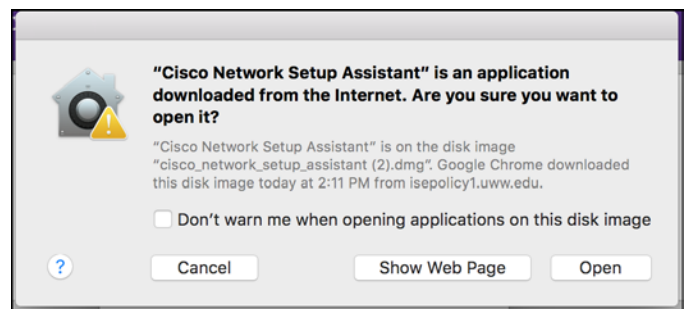 “Cisco Network Setup Assistant” is an application
downloaded from the Internet. Are you sure you want to
open it?
“Cisco Network Setup Assistant” is on the disk image
“cisco_network_setup_assistant (2).dmg”. Google Chrome downloaded
this disk image today at 2:11 PM from isepolicy1.uww.edu.
Don’t warn me when opening applications on this disk image
? Cancel Show Web Page Open